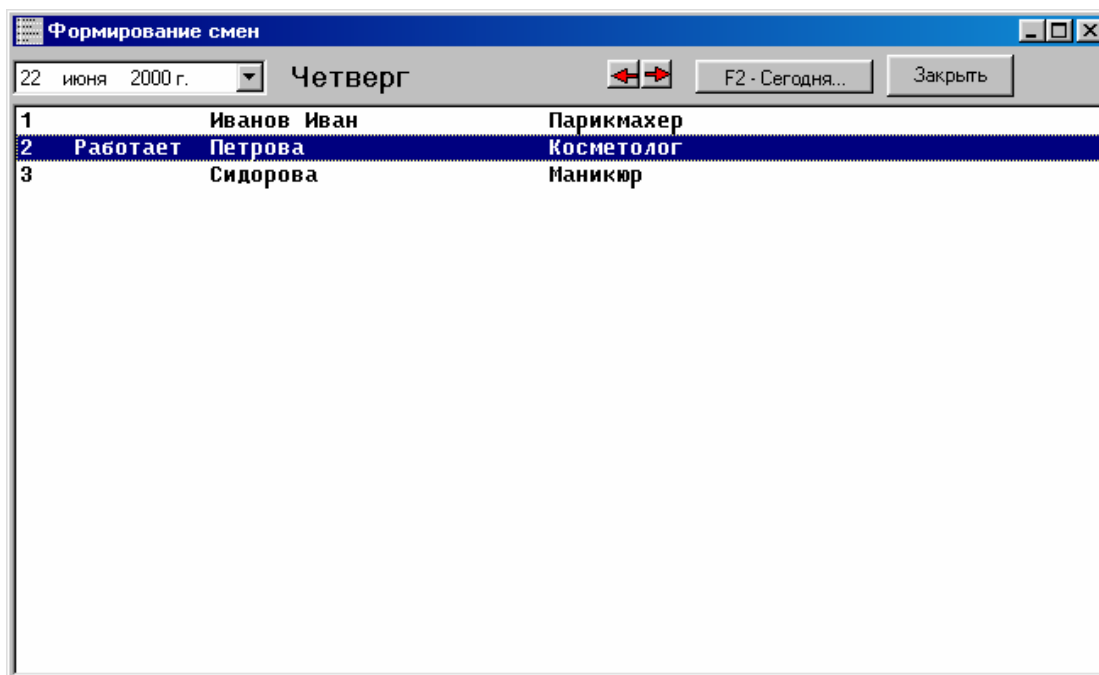 Формирование смен
22 июня 2000 г. Четверг F2 - Сегодня... Закрыть
1 Иванов Иван Парикмахер
2 Работает Петрова Косметолог
3 Сидорова Маникюр